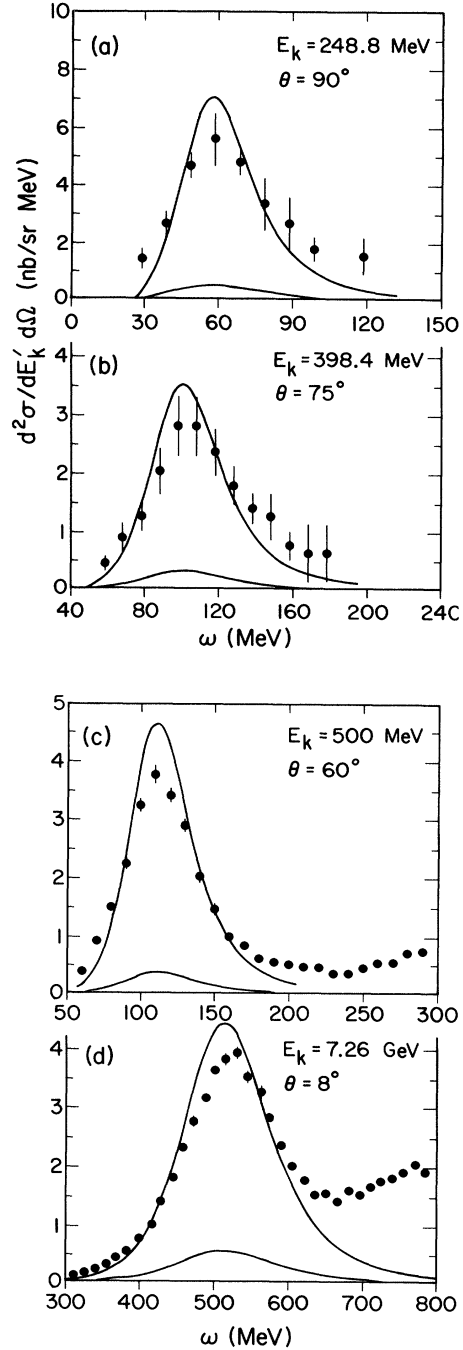 10
(a)
E_k = 248.8 MeV
θ = 90°
8
6
4
2
0
0 30 60 90 120 150
d²σ/dE'_k dΩ (nb/sr MeV)
(b)
E_k = 398.4 MeV
θ = 75°
4
3
2
1
0
40 80 120 160 200 240
ω (MeV)
5
(c)
E_k = 500 MeV
θ = 60°
4
3
2
1
0
50 100 150 200 250 300
(d)
E_k = 7.26 GeV
θ = 8°
4
3
2
1
0
300 400 500 600 700 800
ω (MeV)